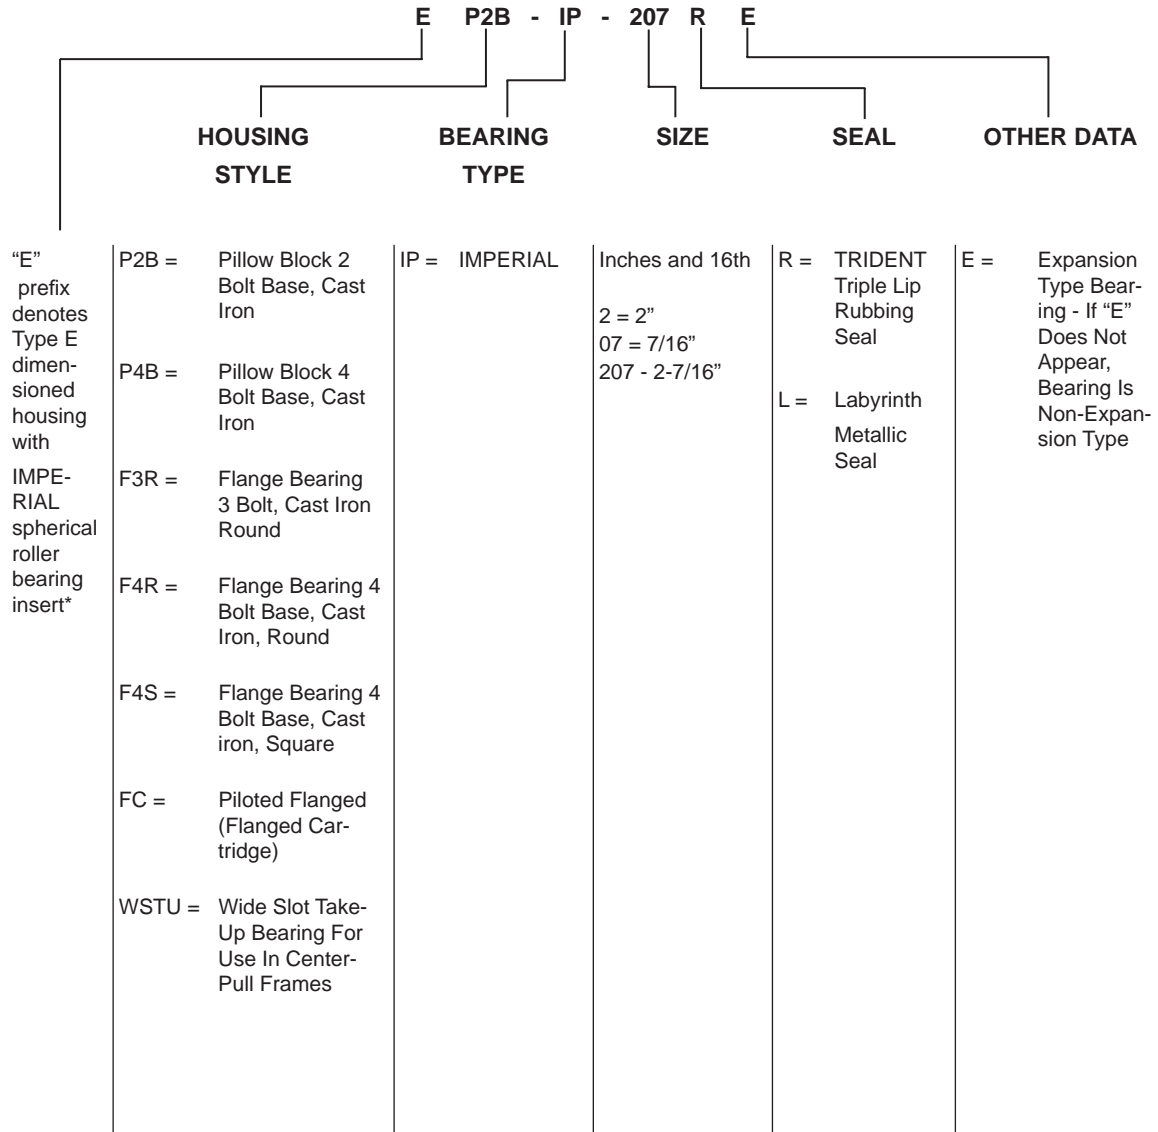 E P2B - IP - 207 R E
HOUSING
STYLE
BEARING
TYPE
SIZE
SEAL
OTHER DATA
“E”
prefix
denotes
Type E
dimen-
sioned
housing
with
IMPE-
RIAL
spherical
roller
bearing
insert*
P2B = Pillow Block 2
Bolt Base, Cast
Iron
P4B = Pillow Block 4
Bolt Base, Cast
Iron
F3R = Flange Bearing
3 Bolt, Cast Iron
Round
F4R = Flange Bearing 4
Bolt Base, Cast
Iron, Round
F4S = Flange Bearing 4
Bolt Base, Cast
iron, Square
FC = Piloted Flanged
(Flanged Car-
tridge)
WSTU = Wide Slot Take-
Up Bearing For
Use In Center-
Pull Frames
IP = IMPERIAL
Inches and 16th
2 = 2”
07 = 7/16”
207 - 2-7/16”
R = TRIDENT
Triple Lip
Rubbing
Seal
L = Labyrinth
Metallic
Seal
E = Expansion
Type Bear-
ing - If “E”
Does Not
Appear,
Bearing Is
Non-Expan-
sion Type